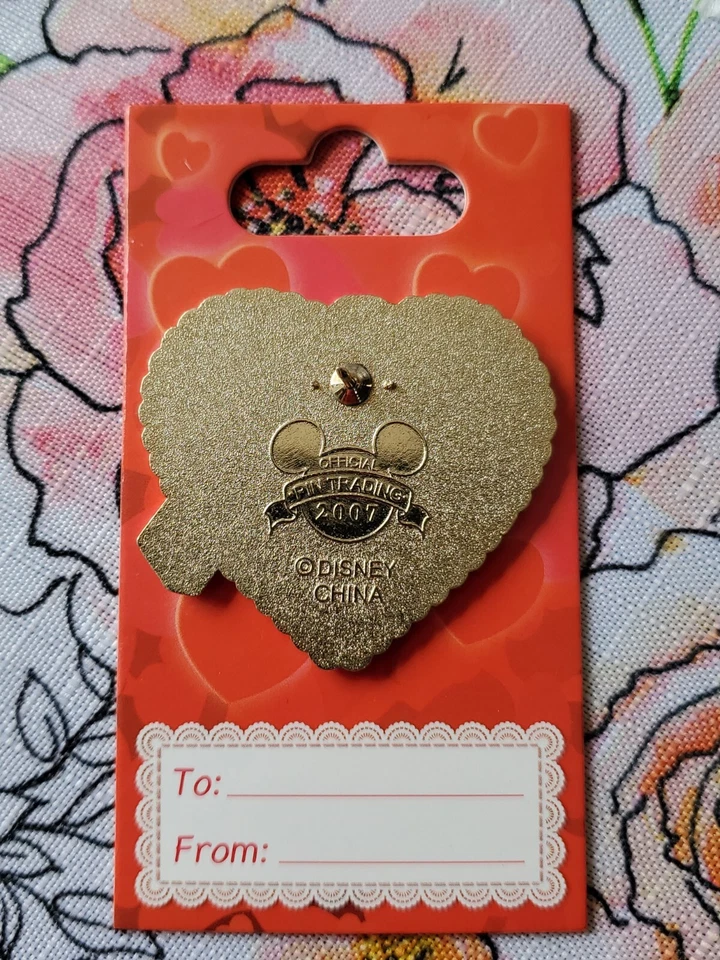 OFFICIAL
PIN TRADING
2007
©DISNEY
CHINA
To:
From: